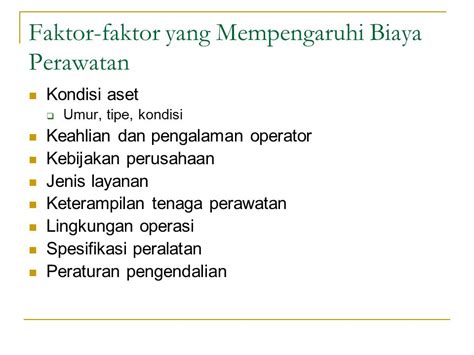 Faktor-faktor yang Mempengaruhi Biaya
Perawatan
Kondisi aset
Umur, tipe, kondisi
Keahlian dan pengalaman operator
Kebijakan perusahaan
Jenis layanan
Keterampilan tenaga perawatan
Lingkungan operasi
Spesifikasi peralatan
Peraturan pengendalian